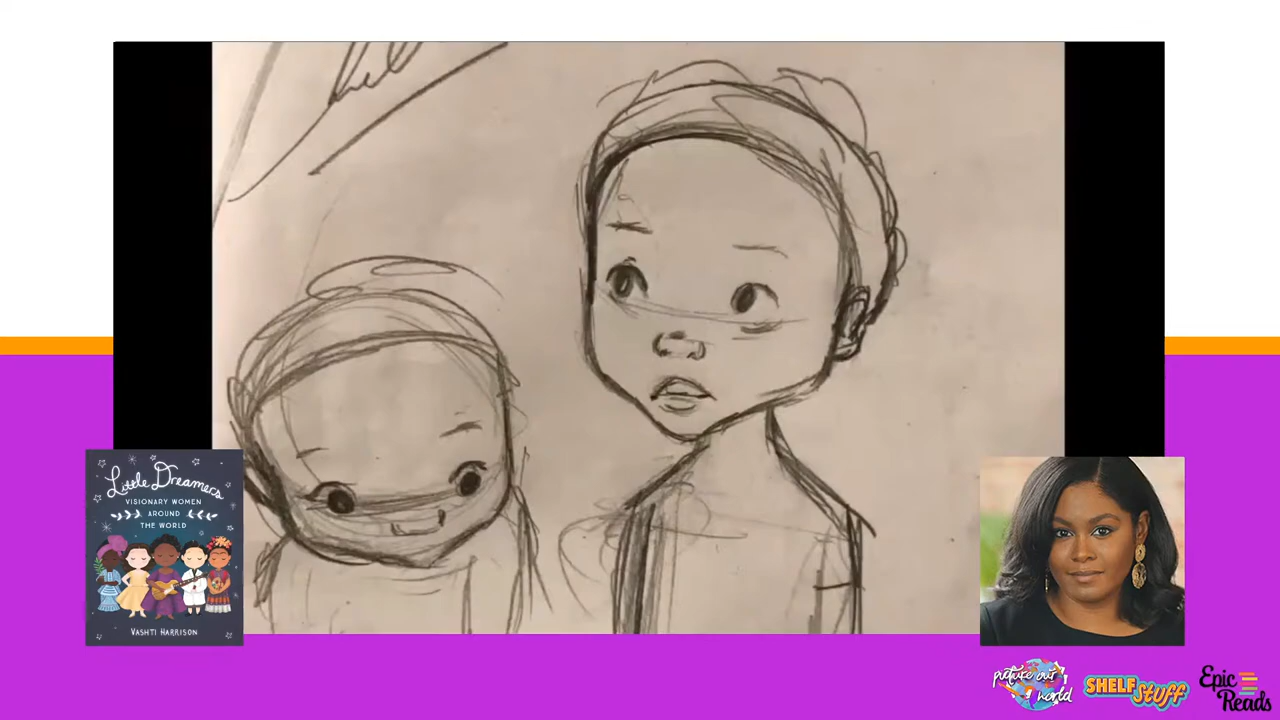 Little Dreamers
VISIONARY WOMEN
AROUND
THE WORLD
VASHTI HARRISON
picture our world
SHELF STUFF
Epic Reads